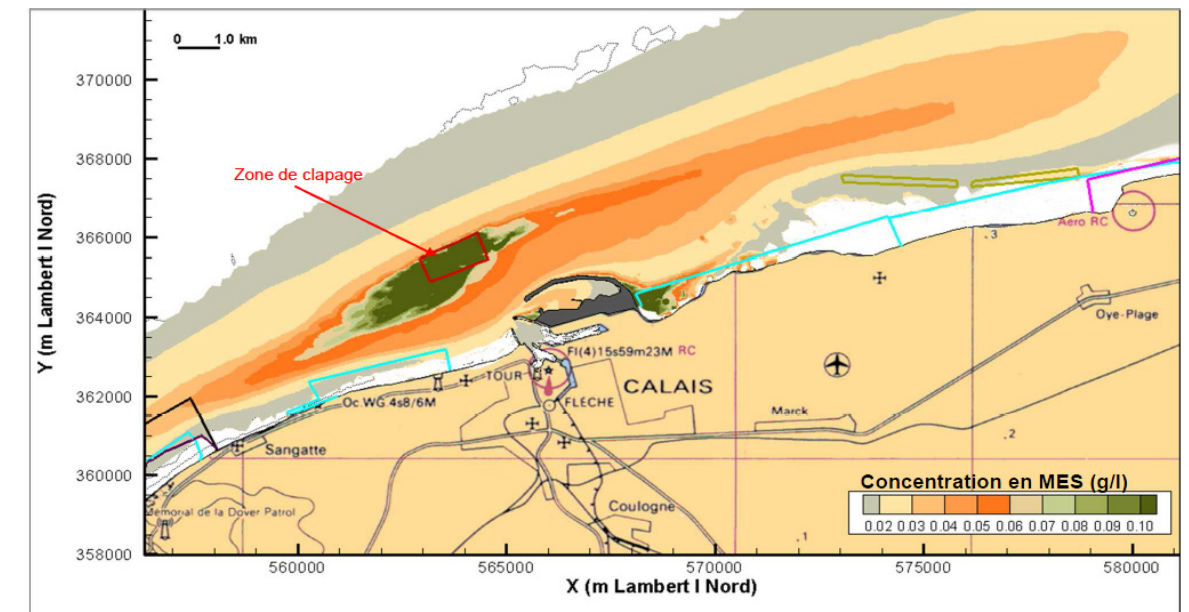 0 1.0 km
370000
368000
Zone de clapage
366000
Aero RC
.3
364000
Oye-Plage
Y (m Lambert I Nord)
Fl(4)15s59m23M RC
TOUR
CALAIS
362000
Oc.WG.4s8/6M
FLÈCHE
Marck
.2
Sangatte
360000
Concentration en MES (g/l)
Coulogne
0.02 0.03 0.04 0.05 0.06 0.07 0.08 0.09 0.10
Mémorial de la Dover Patrol
.1
358000
560000 565000 570000 575000 580000
X (m Lambert I Nord)